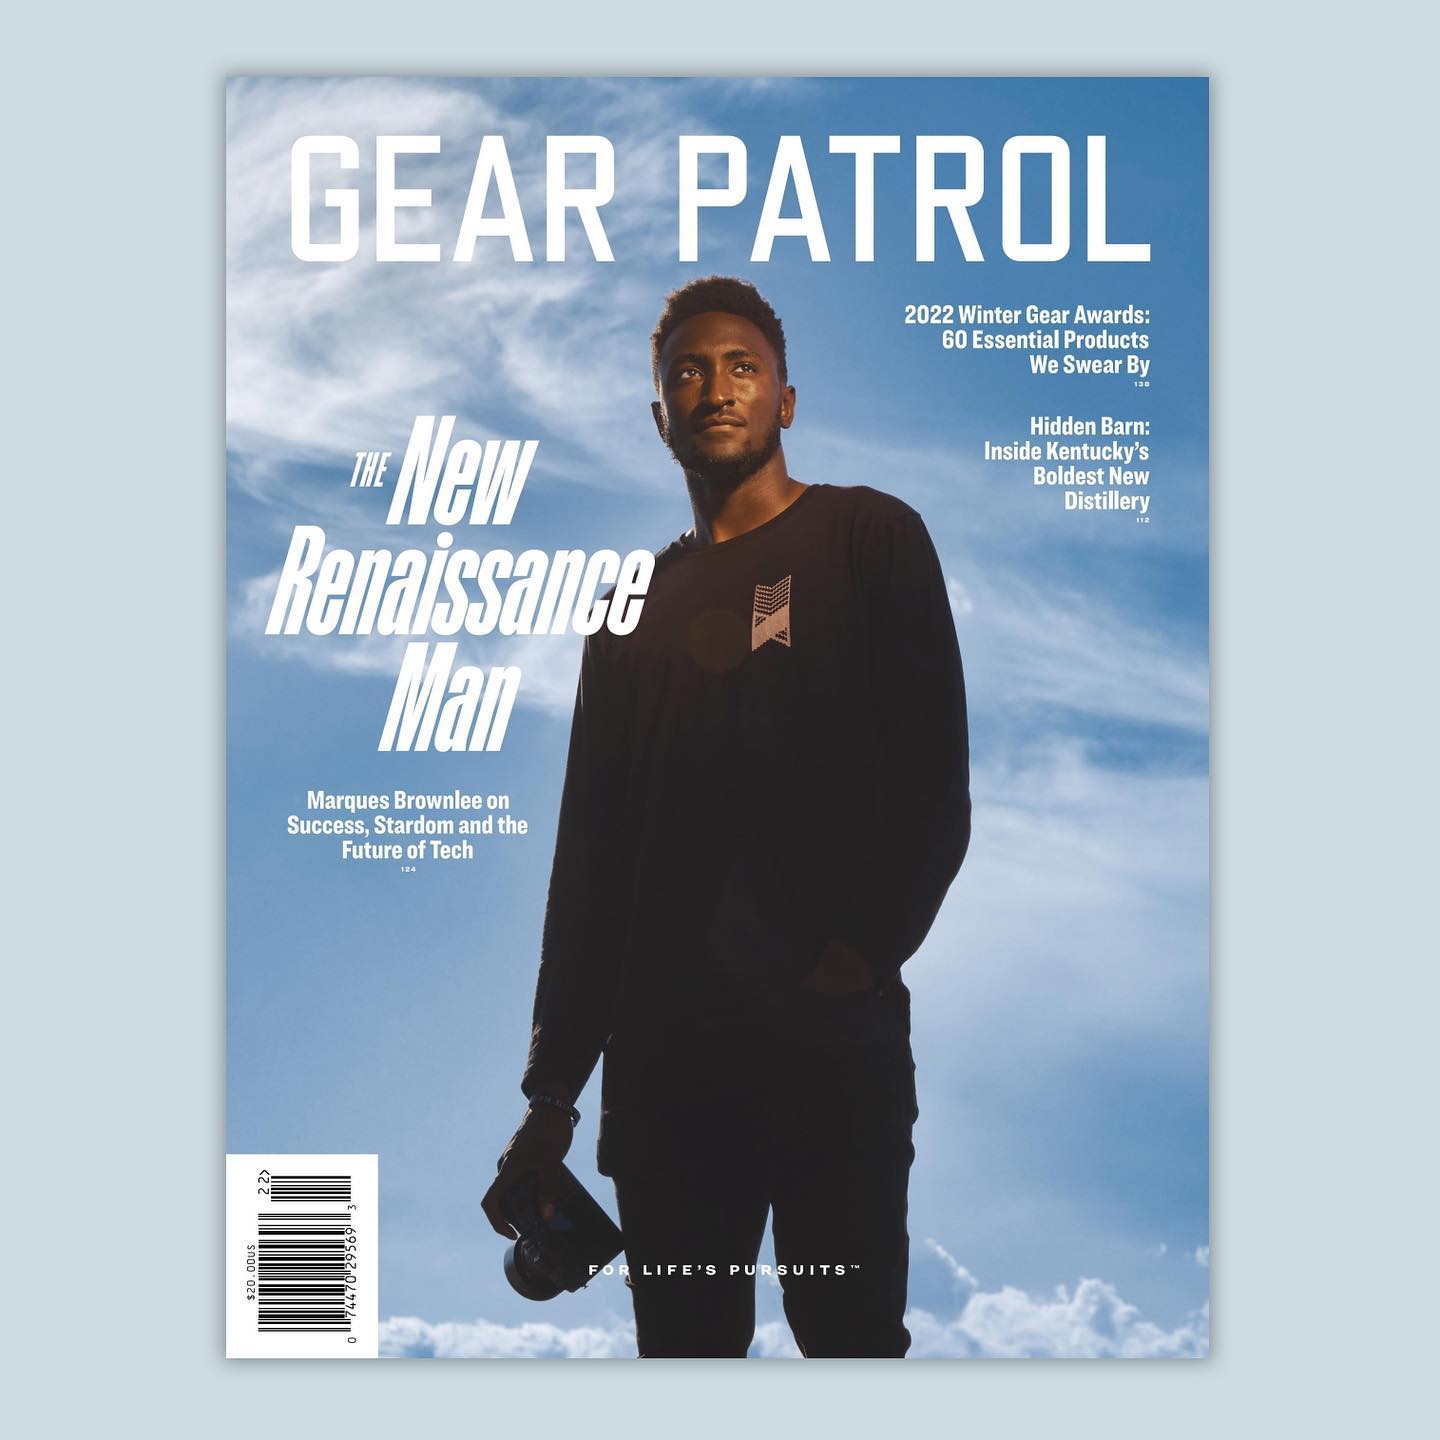 GEAR PATROL
2022 Winter Gear Awards:
60 Essential Products
We Swear By
138
Hidden Barn:
Inside Kentucky's
Boldest New
Distillery
112
THE New
Renaissance
Man
Marques Brownlee on
Success, Stardom and the
Future of Tech
124
FOR LIFE'S PURSUITS™
$20.00US
22>
0 74470 29569 3